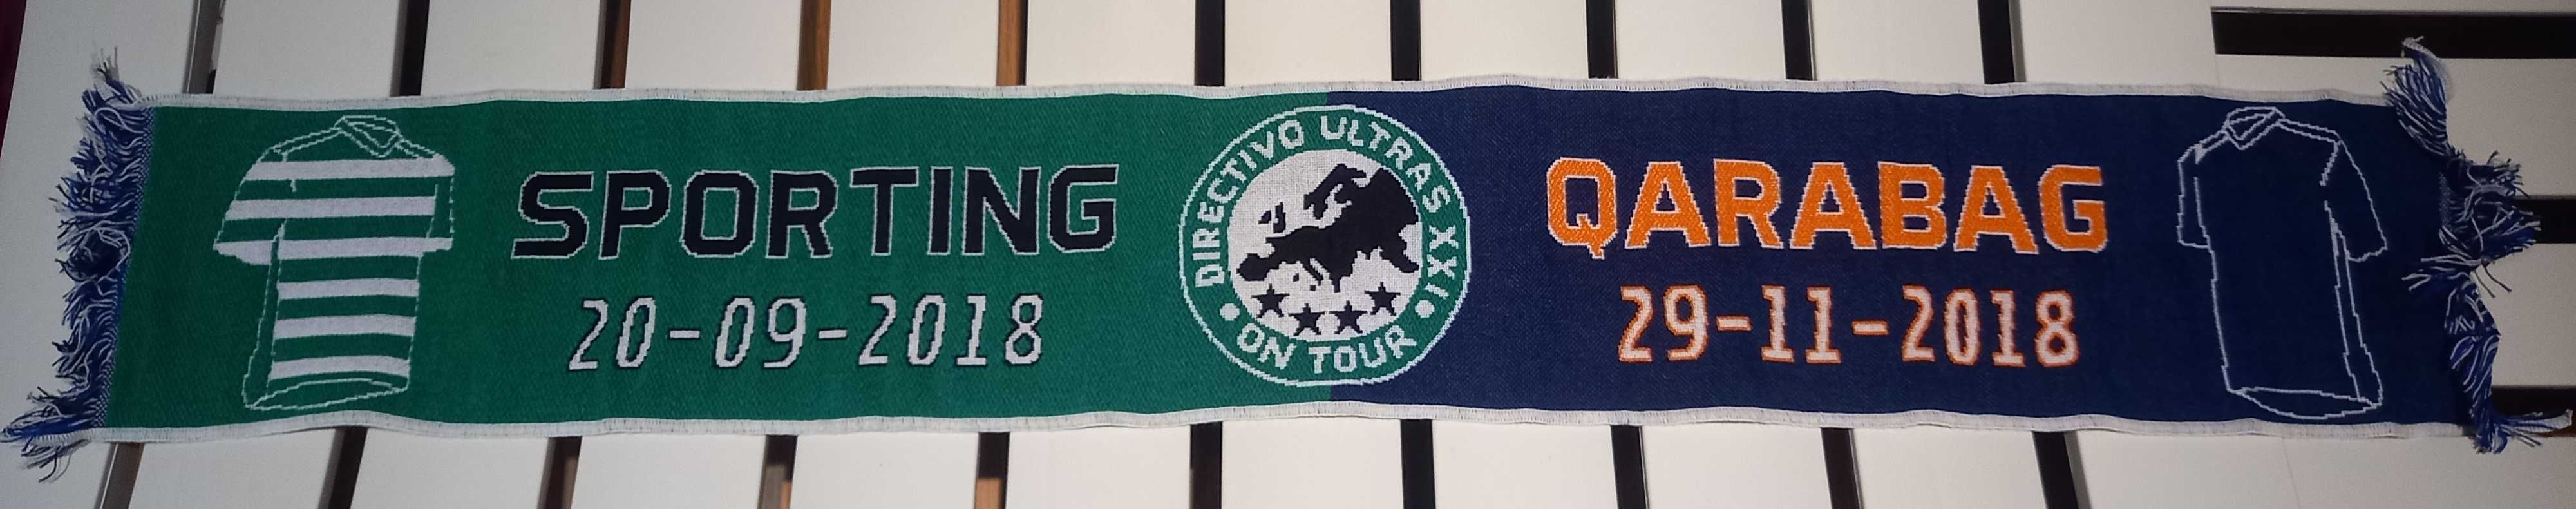 SPORTING
20-09-2018
DIRECTIVO ULTRAS XXI
• ON TOUR •
QARABAG
29-11-2018